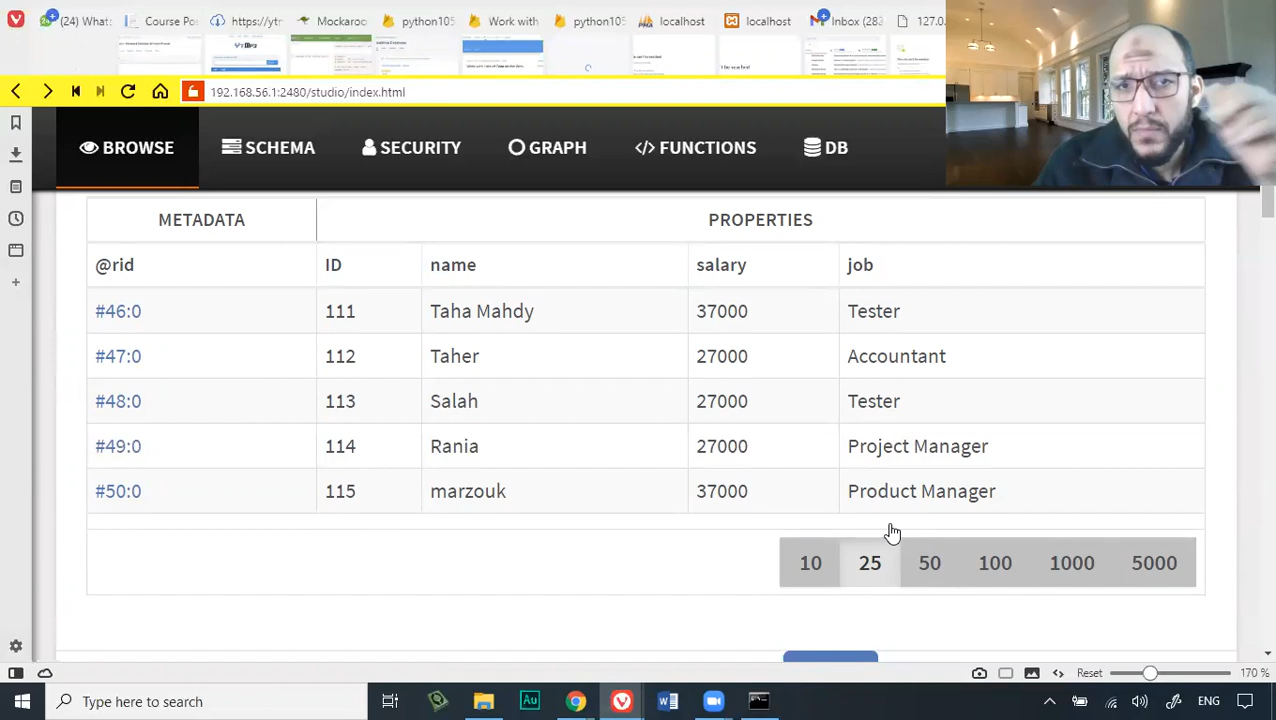 (24) What:
Course Pos
https://ytr
Mockaroo
python105
Work with
python105
localhost
localhost
Inbox (283
127.0.
192.168.56.1:2480/studio/index.html
BROWSE
SCHEMA
SECURITY
GRAPH
</> FUNCTIONS
DB
METADATA
PROPERTIES
@rid ID name salary job
#46:0 111 Taha Mahdy 37000 Tester
#47:0 112 Taher 27000 Accountant
#48:0 113 Salah 27000 Tester
#49:0 114 Rania 27000 Project Manager
#50:0 115 marzouk 37000 Product Manager
10 25 50 100 1000 5000
Reset
170 %
Type here to search
ENG